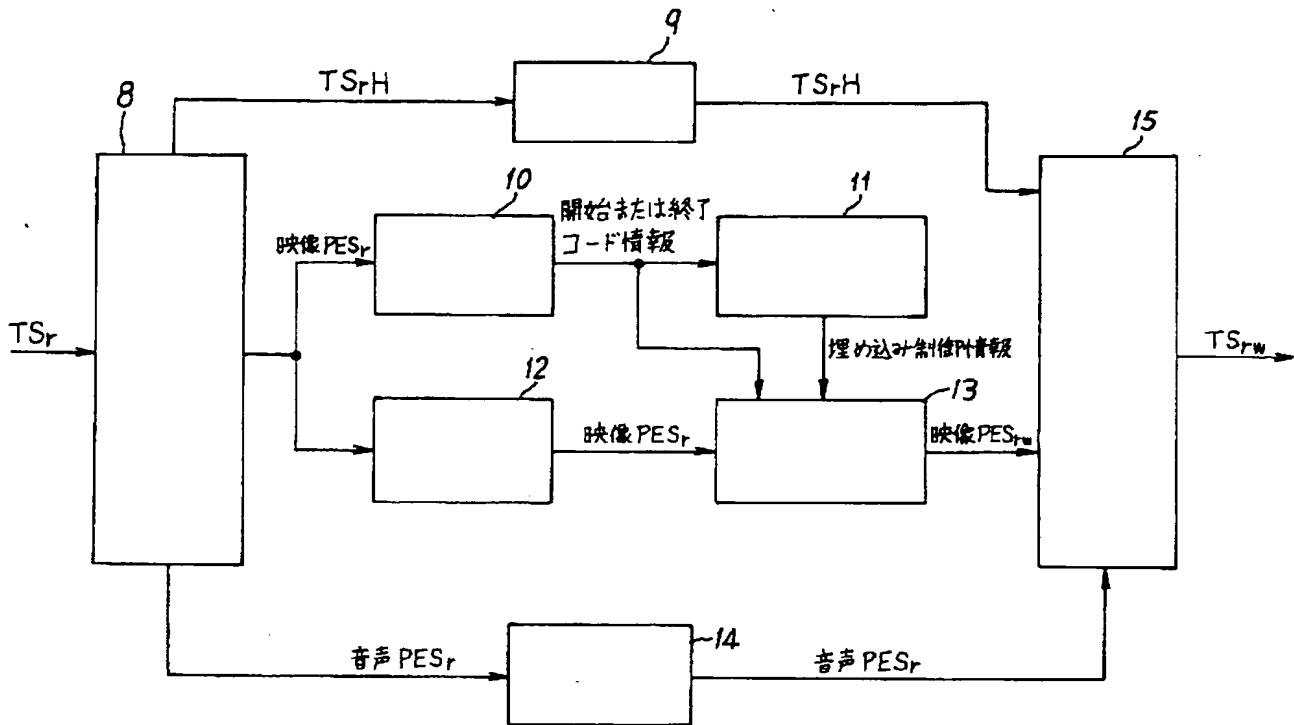 9
TSrH
TSrH
8
15
10
開始または終了
コード情報
11
映像PESr
TSr
埋め込み制御情報
TSrw
12
13
映像PESr
映像PESrw
14
音声PESr
音声PESr